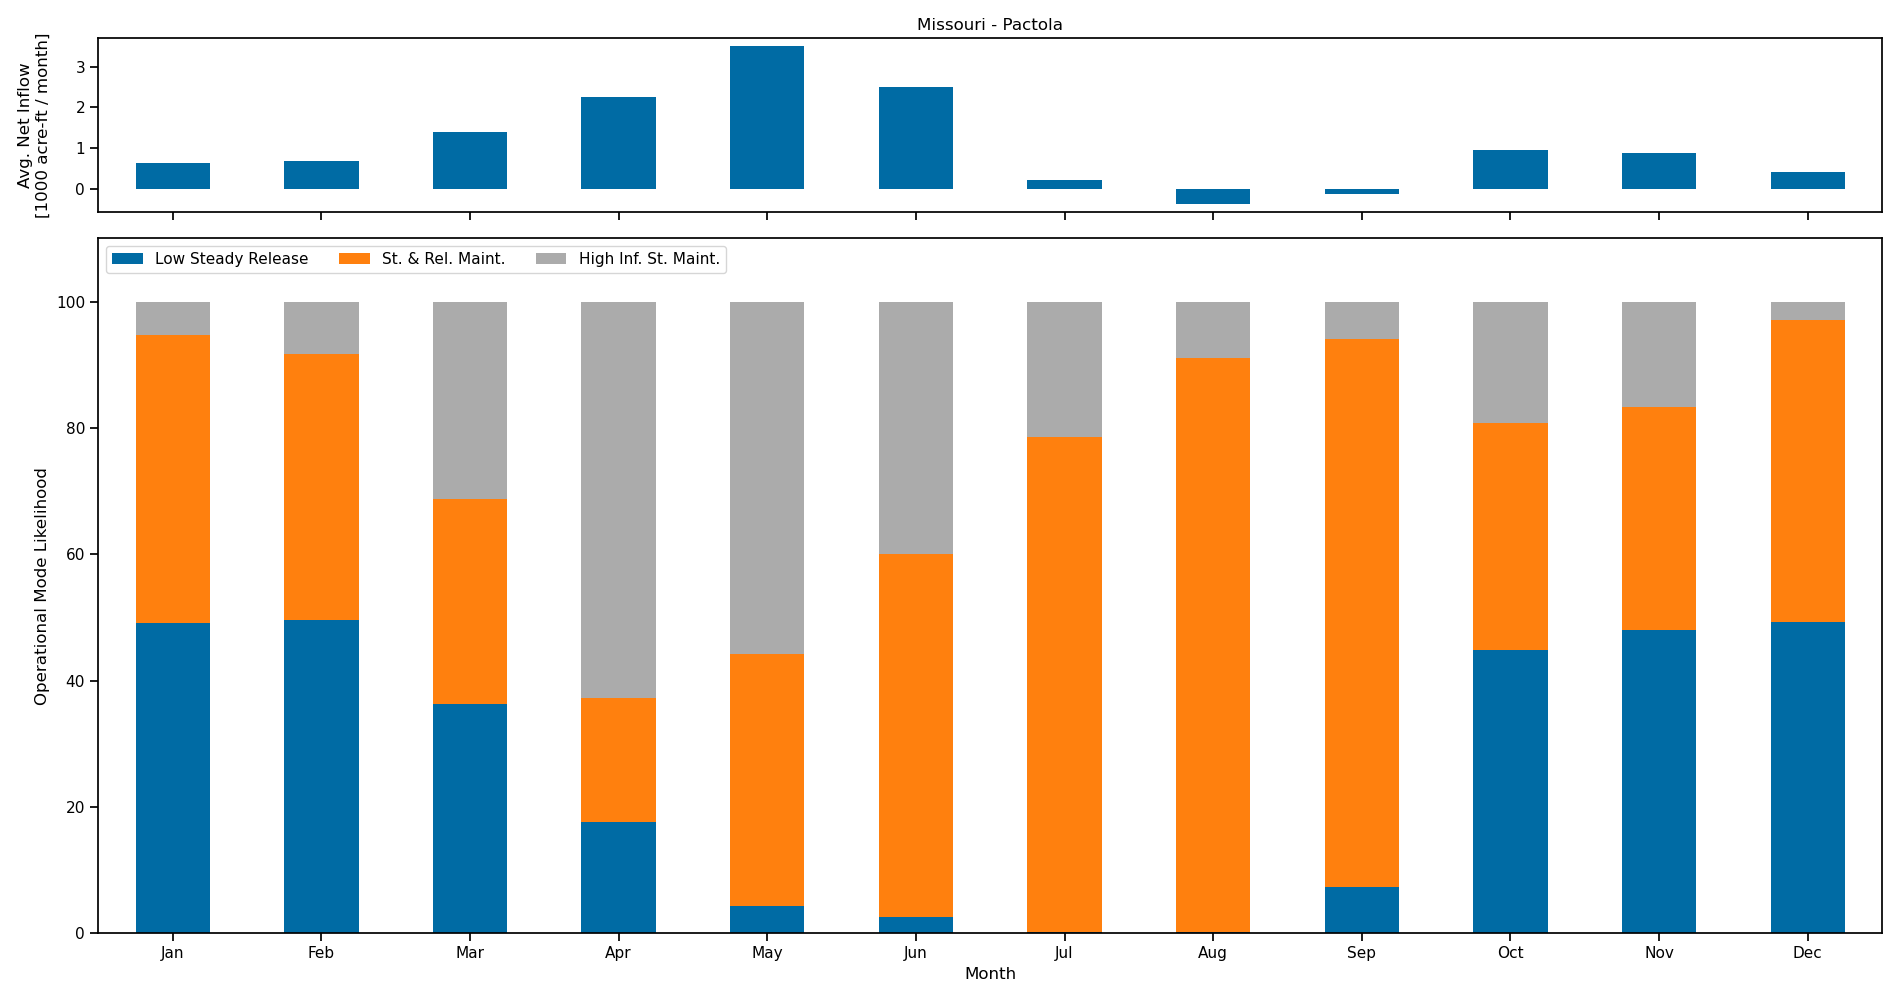 Missouri - Pactola
Avg. Net Inflow
[1000 acre-ft / month]
3
2
1
0
Low Steady Release
St. & Rel. Maint.
High Inf. St. Maint.
Operational Mode Likelihood
100
80
60
40
20
0
Jan
Feb
Mar
Apr
May
Jun
Jul
Aug
Sep
Oct
Nov
Dec
Month